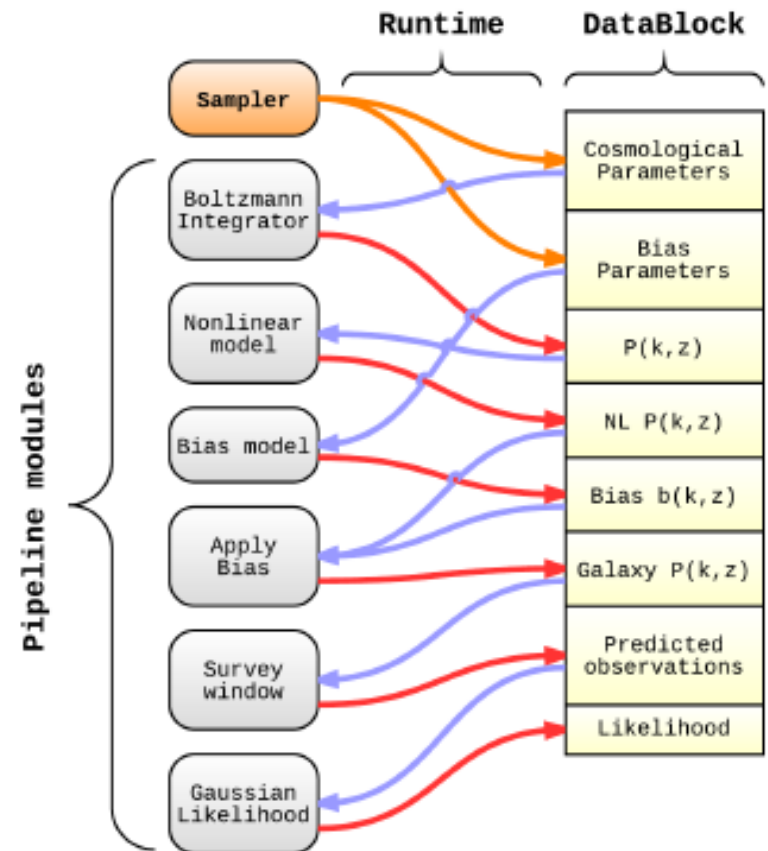 Runtime
DataBlock
Sampler
Cosmological
Parameters
Boltzmann
Integrator
Bias
Parameters
Nonlinear
model
P(k,z)
NL P(k,z)
Bias model
Bias b(k,z)
Apply
Bias
Galaxy P(k,z)
Survey
window
Predicted
observations
Likelihood
Gaussian
Likelihood
Pipeline modules